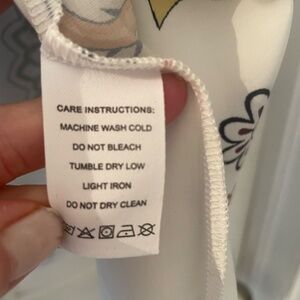 CARE INSTRUCTIONS:
MACHINE WASH COLD
DO NOT BLEACH
TUMBLE DRY LOW
LIGHT IRON
DO NOT DRY CLEAN